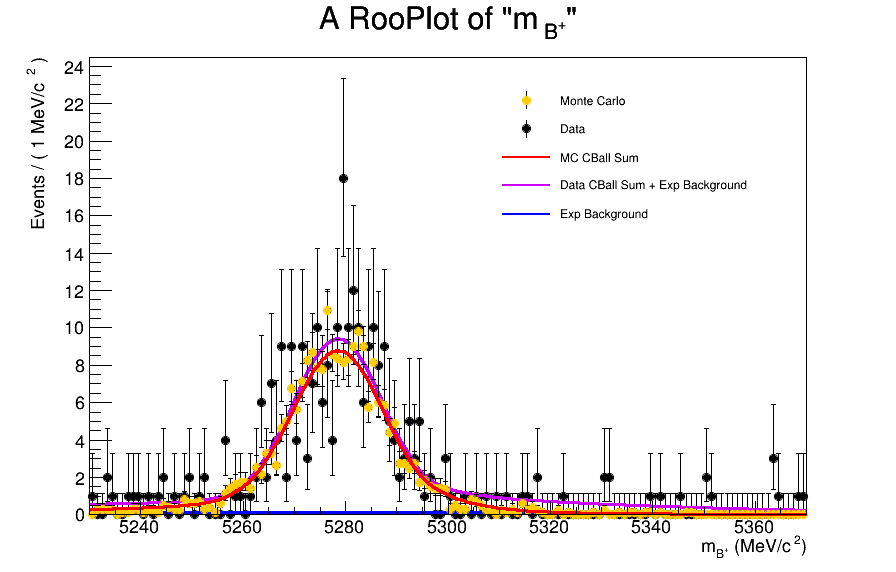 A RooPlot of "m B+"
Events / ( 1 MeV/c 2 )
24
22
20
18
16
14
12
10
8
6
4
2
0
Monte Carlo
Data
MC CBall Sum
Data CBall Sum + Exp Background
Exp Background
5240 5260 5280 5300 5320 5340 5360
m B+ (MeV/c 2)